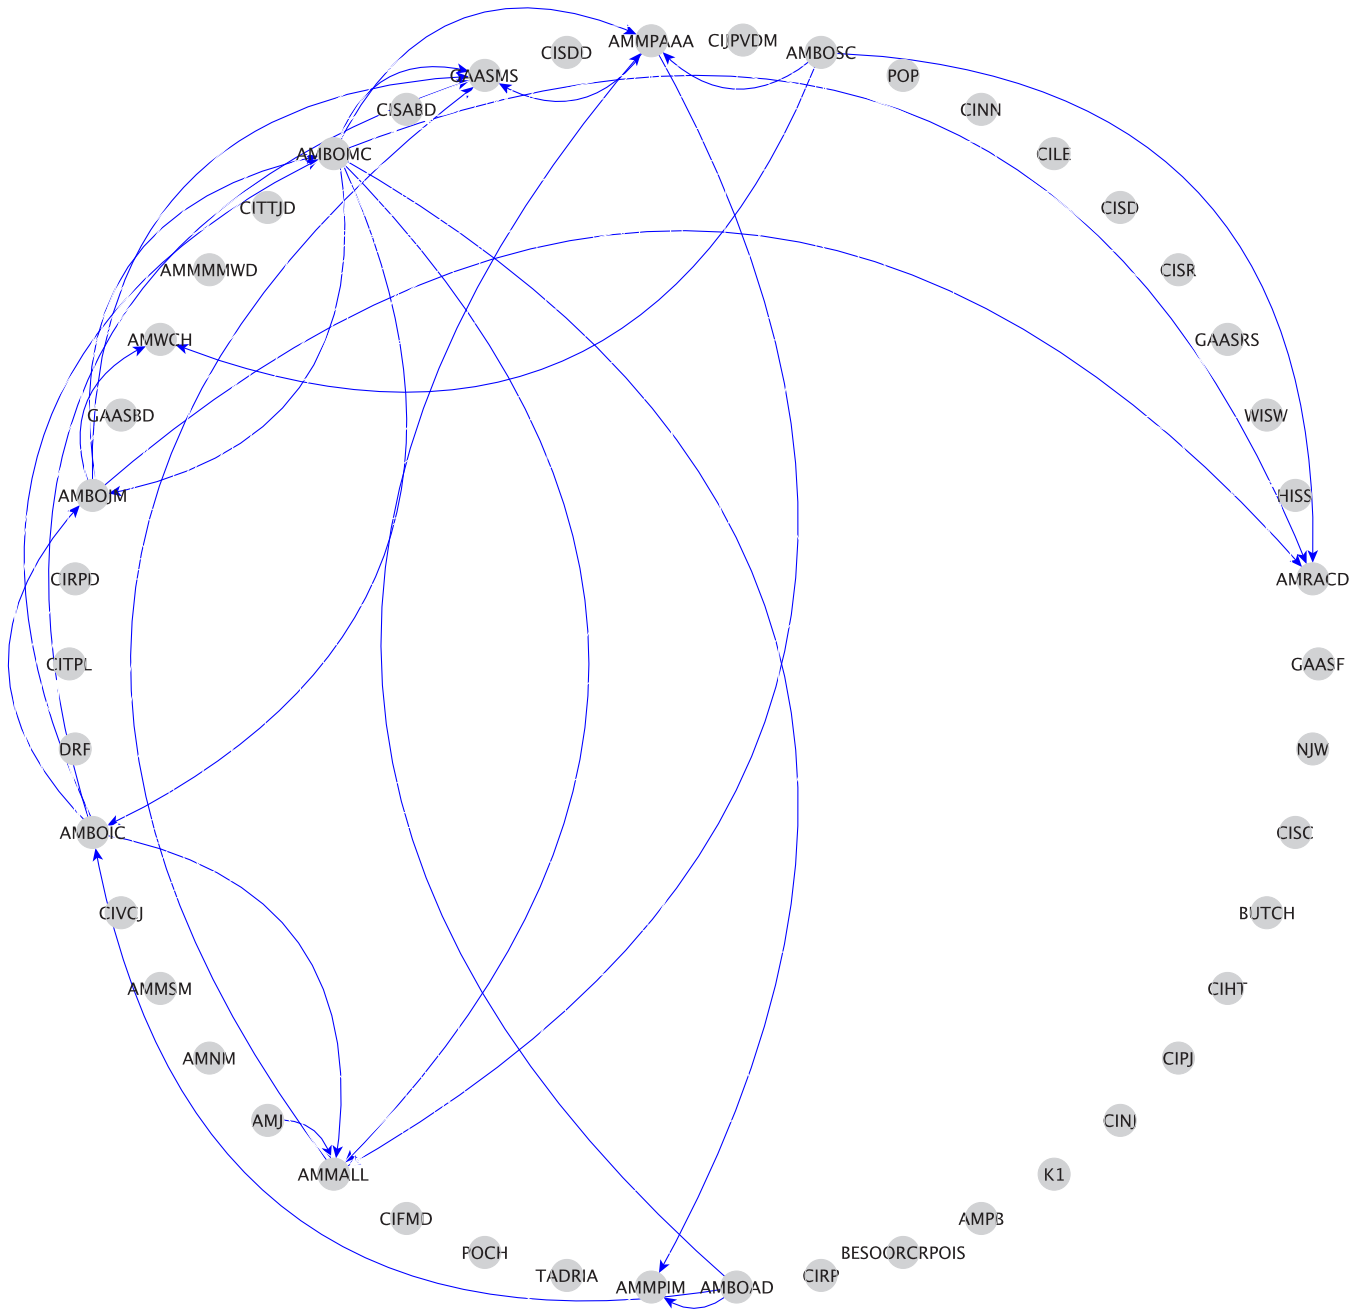 AMMPAAA
CIJPVDM
CISDD
AMBOSC
GAASMS
POP
CISABD
CINN
AMBOMC
CILE
CITTJD
CISD
AMMMMWD
CISR
AMWCH
GAASRS
GAASBD
WISW
AMBOJM
HISS
CIRPD
AMRACD
CITPL
GAASF
DRF
NJW
AMBOIC
CISC
CIVCJ
BUTCH
AMMSM
CIHT
AMNM
CIPJ
AMJ
CINJ
AMMALL
K1
CIFMD
AMPB
POCH
BESOORCRPOIS
TADRIA
CIRP
AMMPIM
AMBOAD